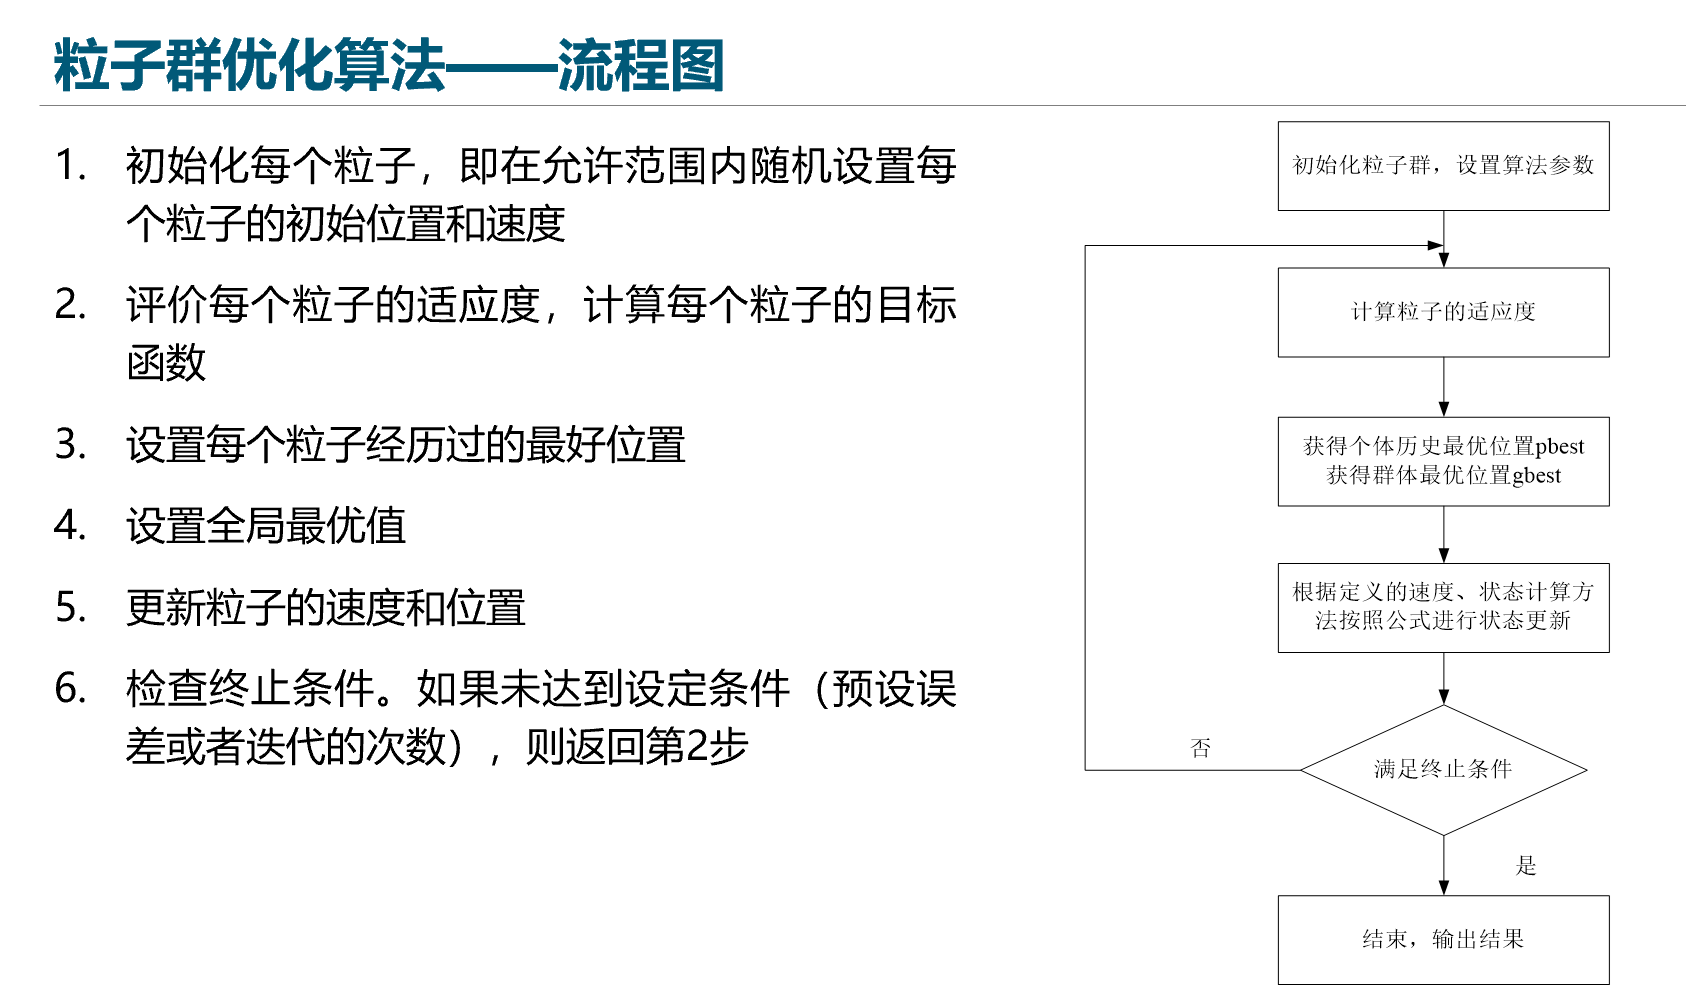 粒子群优化算法——流程图
1. 初始化每个粒子，即在允许范围内随机设置每
个粒子的初始位置和速度
2. 评价每个粒子的适应度，计算每个粒子的目标
函数
3. 设置每个粒子经历过的最好位置
4. 设置全局最优值
5. 更新粒子的速度和位置
6. 检查终止条件。如果未达到设定条件（预设误
差或者迭代的次数），则返回第2步
初始化粒子群，设置算法参数
计算粒子的适应度
获得个体历史最优位置pbest
获得群体最优位置gbest
根据定义的速度、状态计算方
法按照公式进行状态更新
否
满足终止条件
是
结束，输出结果